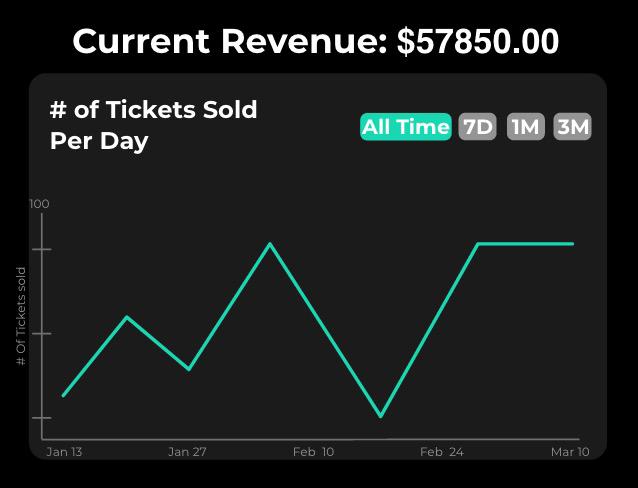 Current Revenue: $57850.00
# of Tickets Sold
Per Day
All Time 7D 1M 3M
100
# Of Tickets sold
Jan 13 Jan 27 Feb 10 Feb 24 Mar 10